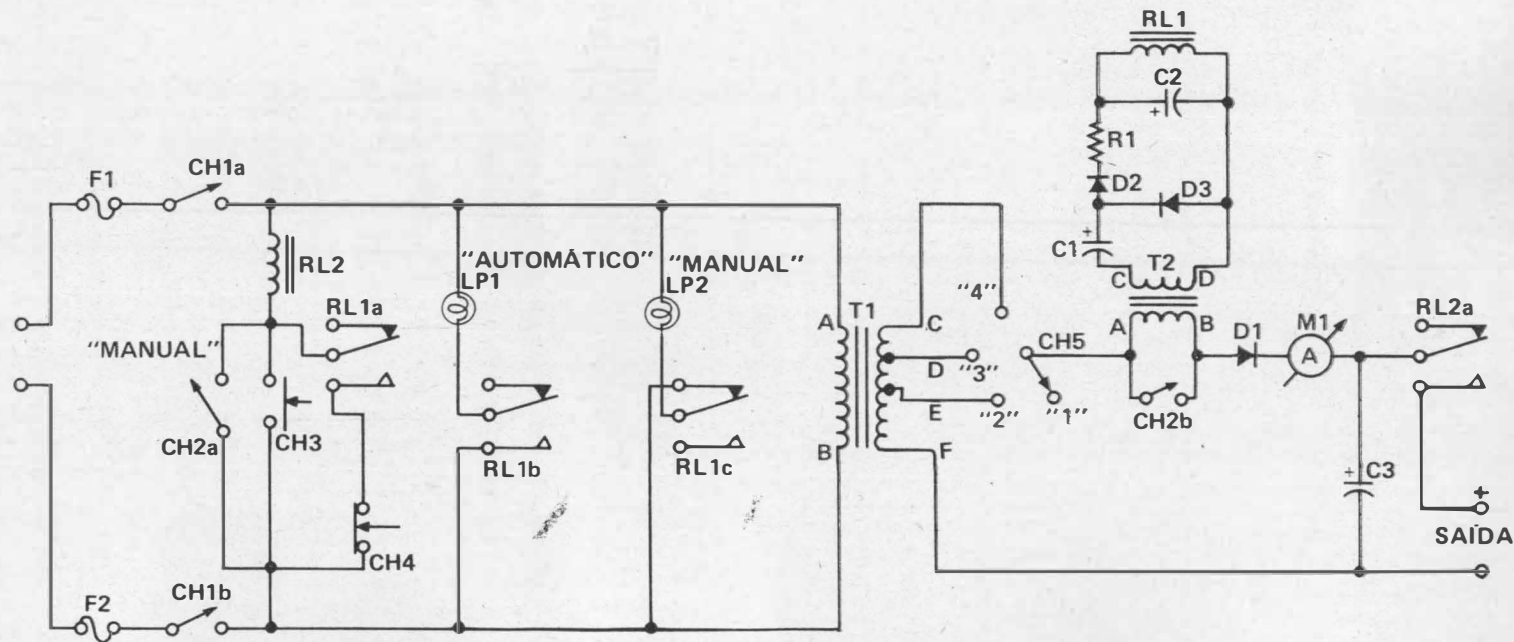 RL1
C2
R1
D2
D3
C1
T2
C
D
A
B
F1
CH1a
RL2
"AUTOMÁTICO"
LP1
"MANUAL"
LP2
RL1a
"MANUAL"
CH2a
CH3
CH4
RL1b
RL1c
A
T1
B
C
D
E
F
"4"
"3"
"2"
"1"
CH5
CH2b
D1
M1
A
RL2a
C3
+
SAÍDA
F2
CH1b
+
+
+